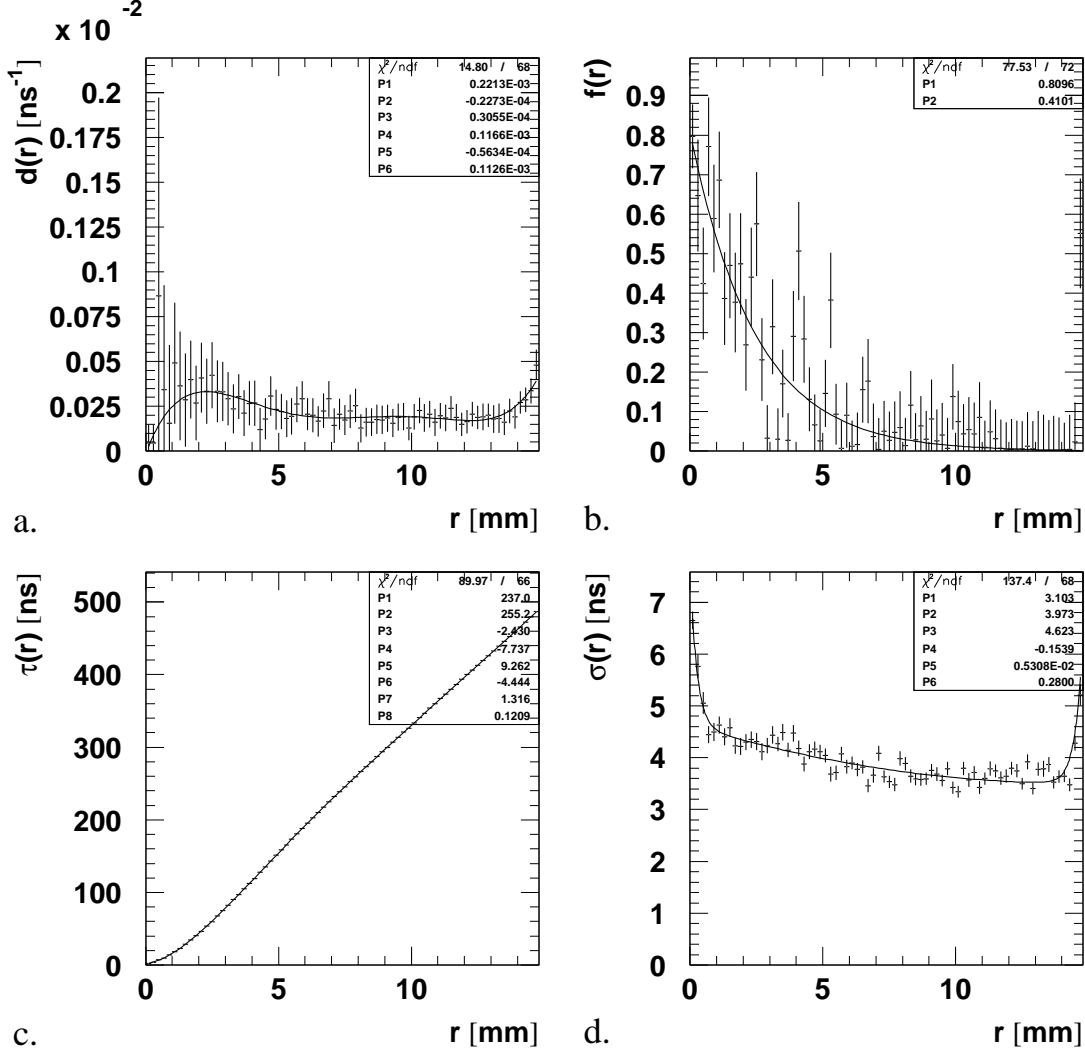 x 10 -2
d(r) [ns-1]
0.2
0.175
0.15
0.125
0.1
0.075
0.05
0.025
0
0 5 10
r [mm]
χ²/ndf 14.80 / 68
P1 0.2213E-03
P2 -0.2273E-04
P3 0.3055E-04
P4 0.1166E-03
P5 -0.5634E-04
P6 0.1126E-03
a.
f(r)
0.9
0.8
0.7
0.6
0.5
0.4
0.3
0.2
0.1
0
0 5 10
r [mm]
χ²/ndf 77.53 / 72
P1 0.8096
P2 0.4101
b.
τ(r) [ns]
500
400
300
200
100
0
0 5 10
r [mm]
χ²/ndf 89.97 / 66
P1 237.0
P2 255.2
P3 -2.430
P4 -7.737
P5 9.262
P6 -4.444
P7 1.316
P8 0.1209
c.
σ(r) [ns]
7
6
5
4
3
2
1
0
0 5 10
r [mm]
χ²/ndf 137.4 / 68
P1 3.103
P2 3.973
P3 4.623
P4 -0.1539
P5 0.5308E-02
P6 0.2800
d.